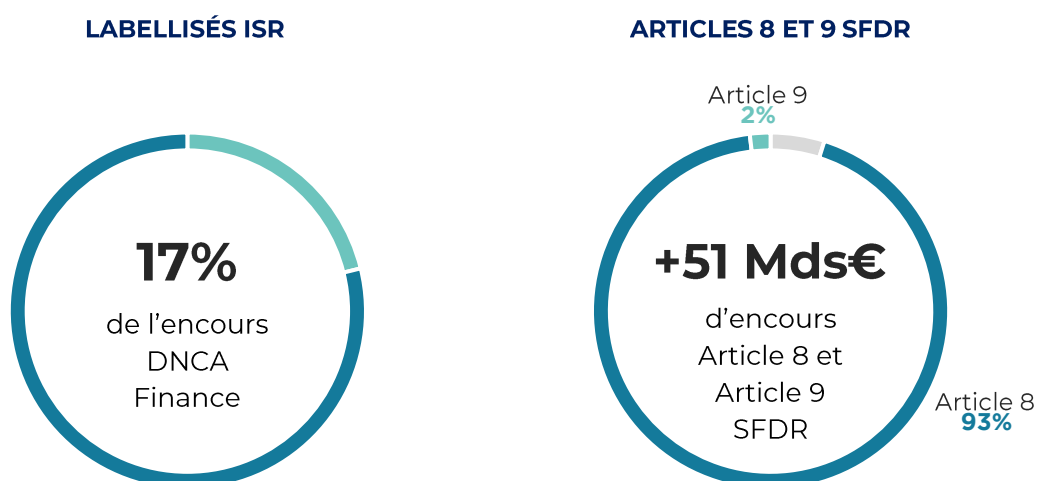 LABELLISÉS ISR
17%
de l’encours
DNCA
Finance
ARTICLES 8 ET 9 SFDR
Article 9
2%
+51 Mds€
d’encours
Article 8 et
Article 9
SFDR
Article 8
93%